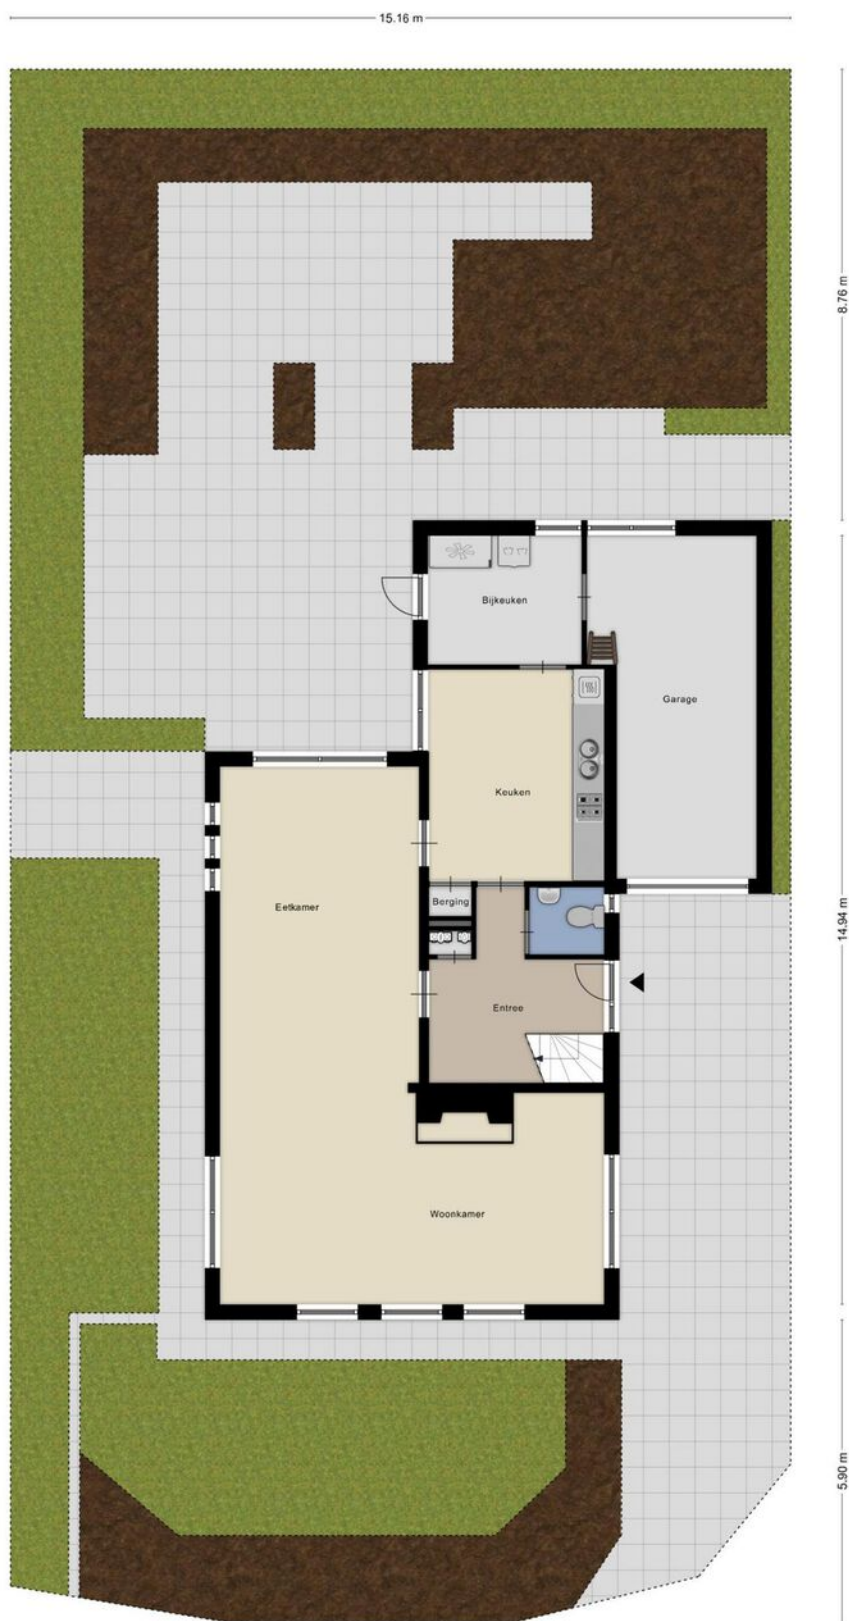 15.16 m
8.76 m
Bijkeuken
Garage
Keuken
Berging
Eetkamer
14.94 m
Entree
Woonkamer
5.90 m